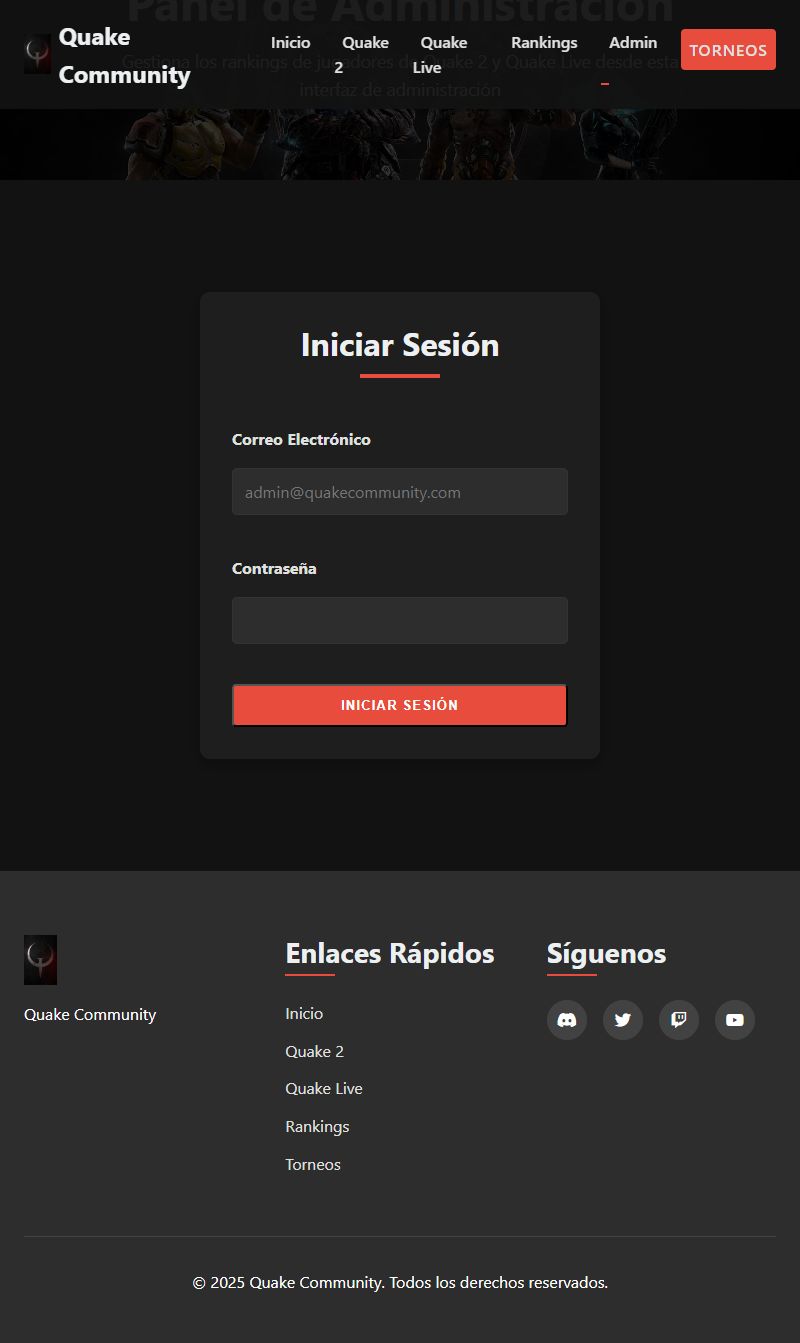 Panel de Administración
Gestiona los rankings de jugadores de Quake 2 y Quake Live desde esta
interfaz de administración
Quake
Community
Inicio
Quake
2
Quake
Live
Rankings
Admin
TORNEOS
Iniciar Sesión
Correo Electrónico
admin@quakecommunity.com
Contraseña
INICIAR SESIÓN
Quake Community
Enlaces Rápidos
Inicio
Quake 2
Quake Live
Rankings
Torneos
Síguenos
© 2025 Quake Community. Todos los derechos reservados.